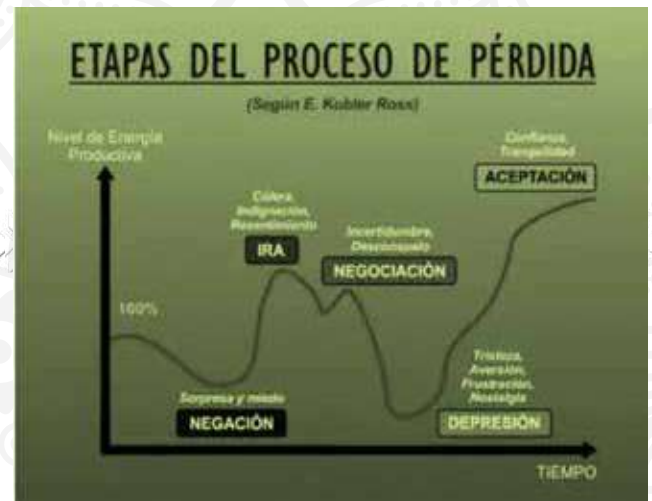 ETAPAS DEL PROCESO DE PÉRDIDA
(Según E. Kubler Ross)
Nivel de Energía
Productiva
Confianza,
Tranquilidad
ACEPTACIÓN
Cólera,
Indignación,
Resentimiento
IRA
Incertidumbre,
Desconsuelo
NEGOCIACIÓN
100%
Sorpresa y miedo
NEGACIÓN
Tristeza,
Aversión,
Frustración,
Nostalgia
DEPRESIÓN
TIEMPO